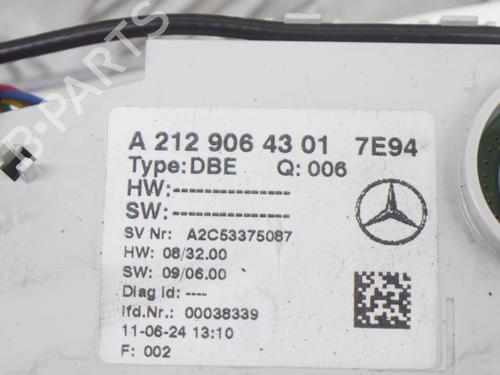 A 212 906 43 01 7E94
Type:DBE Q: 006
HW:----------------
SW:----------------
SV Nr: A2C53375087
HW: 08/32.00
SW: 09/06.00
Diag Id: ----
lfd.Nr.: 00038339
11-06-24 13:10
F: 002